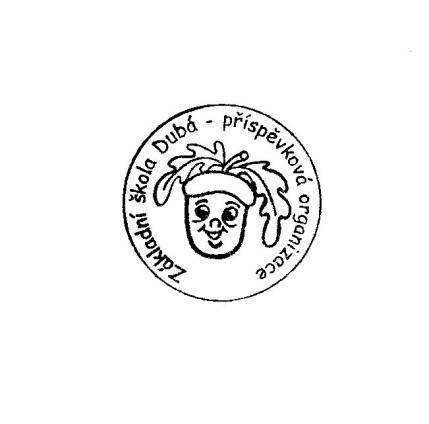 Základní škola Dubá - příspěvková organizace